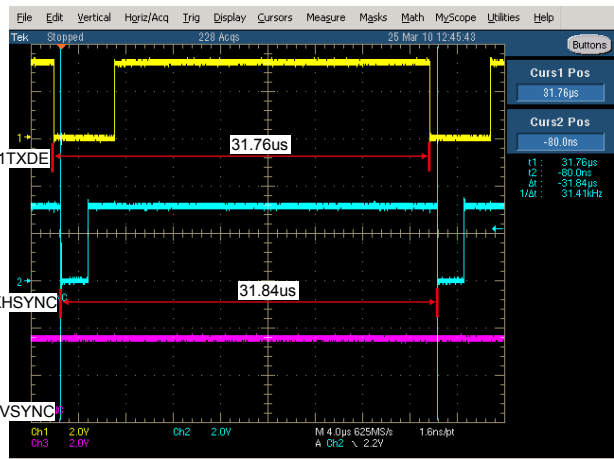 File Edit Vertical Horiz/Acq Trig Display Cursors Measure Masks Math MyScope Utilities Help
Tek Stopped 228 Acqs 25 Mar 10 12:45:43
Buttons
Curs1 Pos
31.76µs
Curs2 Pos
-80.0ns
t1 : 31.76µs
t2 : -80.0ns
Δt : -31.84µs
1/Δt : 31.41kHz
1
31.76us
1TXDE
2
31.84us
HSYNC
VSYNC
Ch1 2.0V Ch2 2.0V M 4.0µs 625MS/s 1.6ns/pt
Ch3 2.0V A Ch2 \ 2.2V